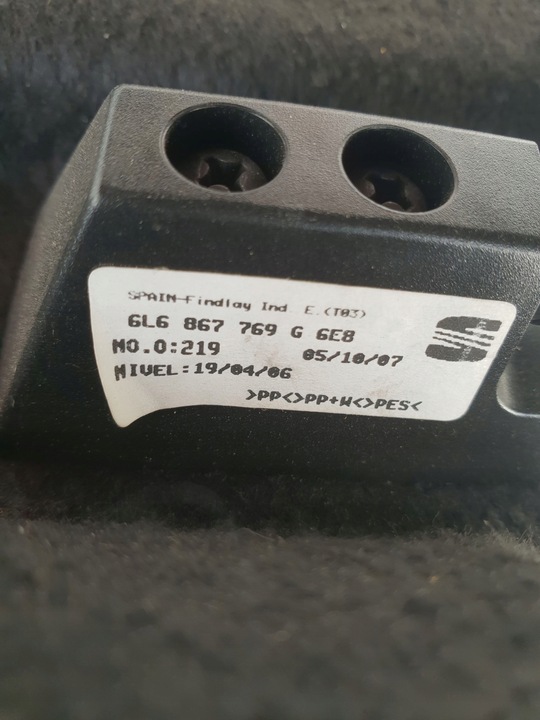 SPAIN-Findlay Ind. E.(T03)
6L6 867 769 G 6E8
MO.O:219 05/10/07
NIVEL:19/04/06
>PP<>PP+W<>PES<